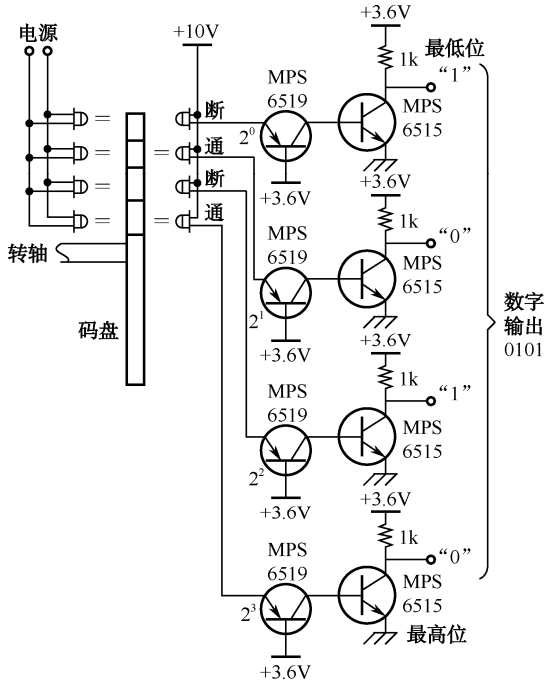 电源
+10V
+3.6V
1k
最低位
“1”
断
MPS
6519
MPS
6515
2⁰
通
+3.6V
+3.6V
断
1k
“0”
通
MPS
6519
MPS
6515
转轴
2¹
码盘
+3.6V
数字
输出
0101
+3.6V
1k
“1”
MPS
6519
MPS
6515
2²
+3.6V
+3.6V
1k
“0”
MPS
6519
MPS
6515
2³
最高位
+3.6V